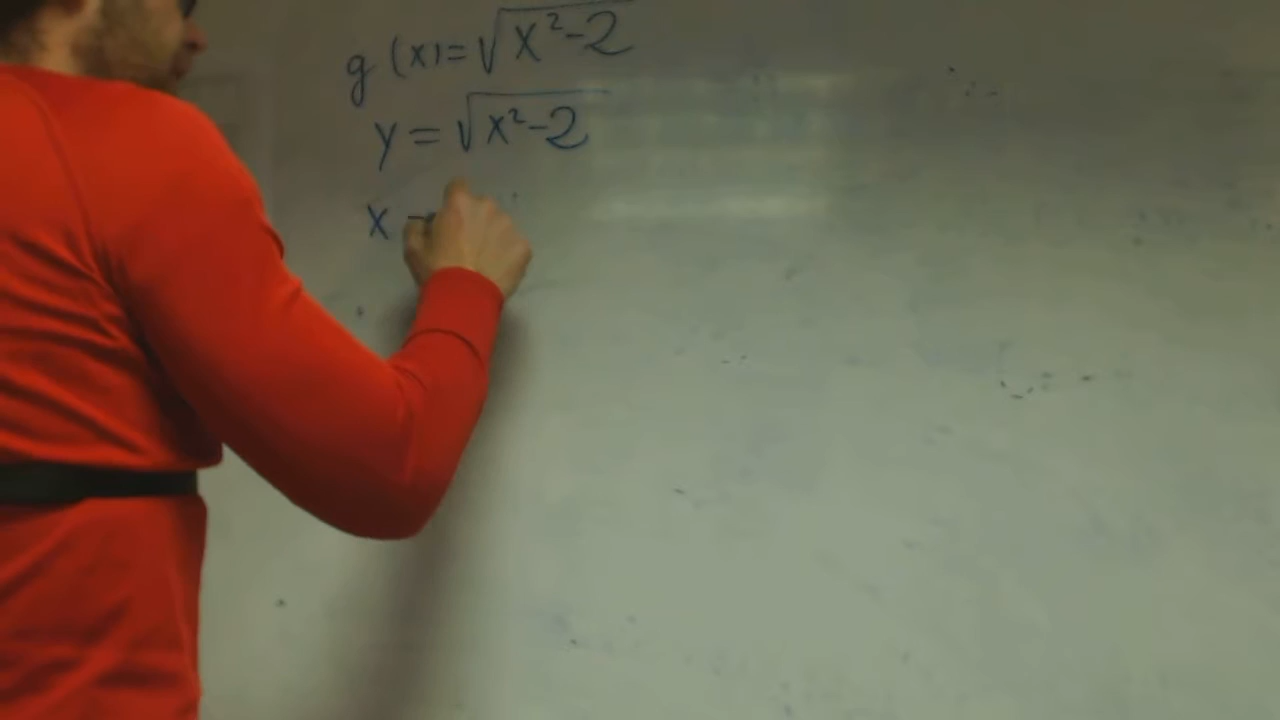 g (x) = √x²-2
y = √x²-2
x -